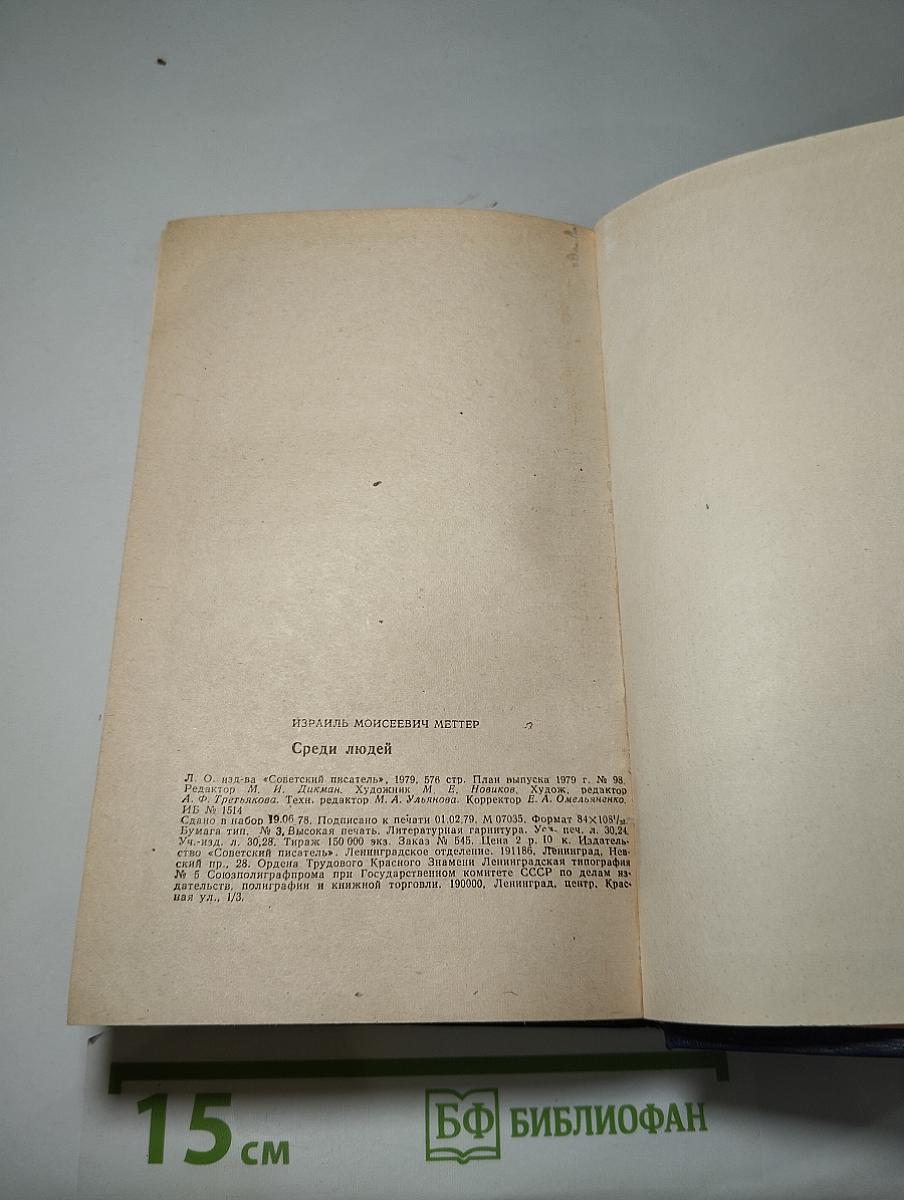 ИЗРАИЛЬ МОИСЕЕВИЧ МЕТТЕР
Среди людей
Л. О. изд-ва «Советский писатель», 1979, 576 стр. План выпуска 1979 г. № 98.
Редактор М. И. Дикман. Художник М. Е. Новиков. Худож. редактор
А. Ф. Третьякова. Техн. редактор М. А. Ульянова. Корректор Е. А. Омельяненко.
ИБ № 1514
Сдано в набор 19.06 78. Подписано к печати 01.02.79. М 07035. Формат 84×108¹/₃₂.
Бумага тип. № 3. Высокая печать. Литературная гарнитура. Усл. печ. л. 30,24.
Уч.-изд. л. 30,28. Тираж 150 000 экз. Заказ № 545. Цена 2 р. 10 к. Издатель-
ство «Советский писатель». Ленинградское отделение. 191186, Ленинград, Нев-
ский пр., 28. Ордена Трудового Красного Знамени Ленинградская типография
№ 5 Союзполиграфпрома при Государственном комитете СССР по делам из-
дательств, полиграфии и книжной торговли. 190000, Ленинград, центр, Крас-
ная ул., 1/3.
15 см
БФ БИБЛИОФАН